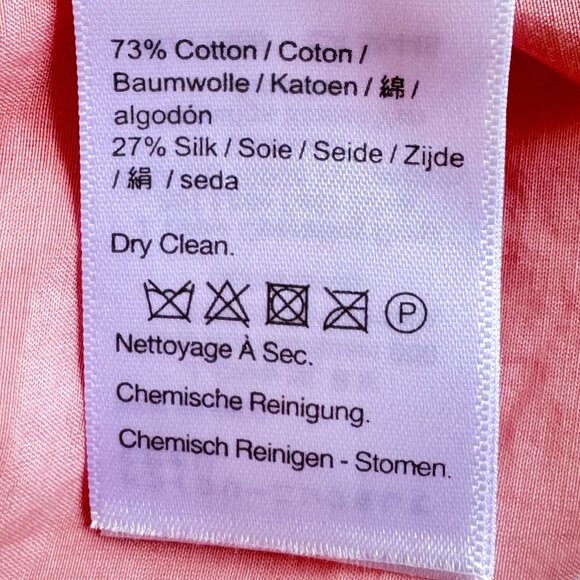 73% Cotton / Coton /
Baumwolle / Katoen / 綿 /
algodón
27% Silk / Soie / Seide / Zijde
/ 絹 / seda
Dry Clean.
P
Nettoyage À Sec.
Chemische Reinigung.
Chemisch Reinigen - Stomen.